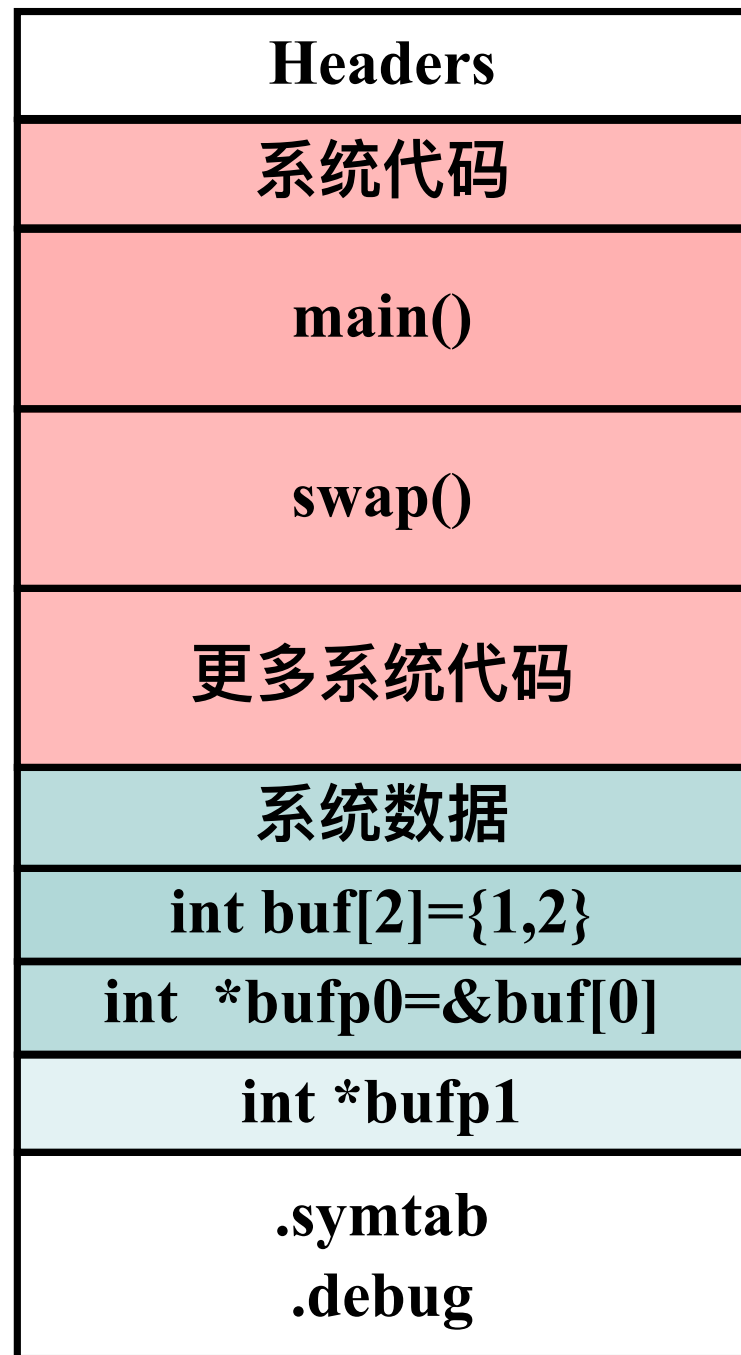 Headers
系统代码
main()
swap()
更多系统代码
系统数据
int buf[2]={1,2}
int  *bufp0=&buf[0]
int *bufp1
.symtab
.debug